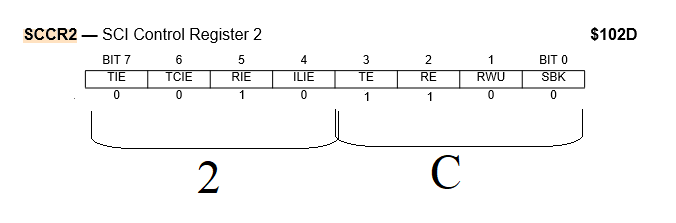 SCCR2 — SCI Control Register 2 $102D
BIT 7 6 5 4 3 2 1 BIT 0
TIE TCIE RIE ILIE TE RE RWU SBK
0 0 1 0 1 1 0 0
2 C